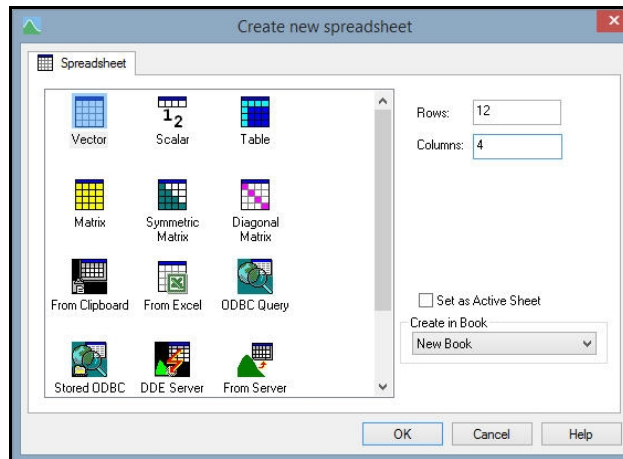 Create new spreadsheet
Spreadsheet
Vector
Scalar
Table
Matrix
Symmetric
Matrix
Diagonal
Matrix
From Clipboard
From Excel
ODBC Query
Stored ODBC
DDE Server
From Server
Rows: 12
Columns: 4
Set as Active Sheet
Create in Book
New Book
OK
Cancel
Help